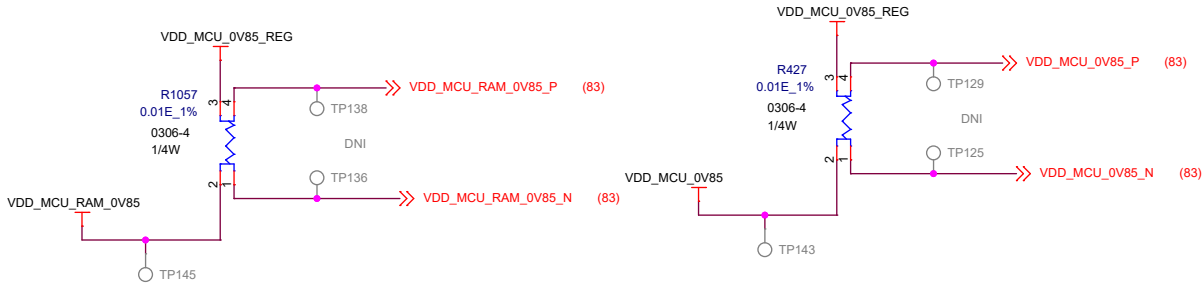 VDD_MCU_0V85_REG
R1057
0.01E_1%
0306-4
1/4W
3
4
2
1
VDD_MCU_RAM_0V85_P (83)
TP138
DNI
TP136
VDD_MCU_RAM_0V85_N (83)
VDD_MCU_RAM_0V85
TP145
VDD_MCU_0V85_REG
R427
0.01E_1%
0306-4
1/4W
3
4
2
1
VDD_MCU_0V85_P (83)
TP129
DNI
TP125
VDD_MCU_0V85_N (83)
VDD_MCU_0V85
TP143